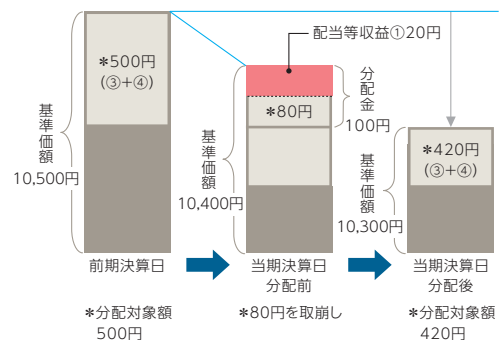 配当等収益①20円
*500円
(③+④)
*80円
分配金
100円
*420円
(③+④)
基準価額
10,500円
基準価額
10,400円
基準価額
10,300円
前期決算日
当期決算日
分配前
当期決算日
分配後
*分配対象額
500円
*80円を取崩し
*分配対象額
420円